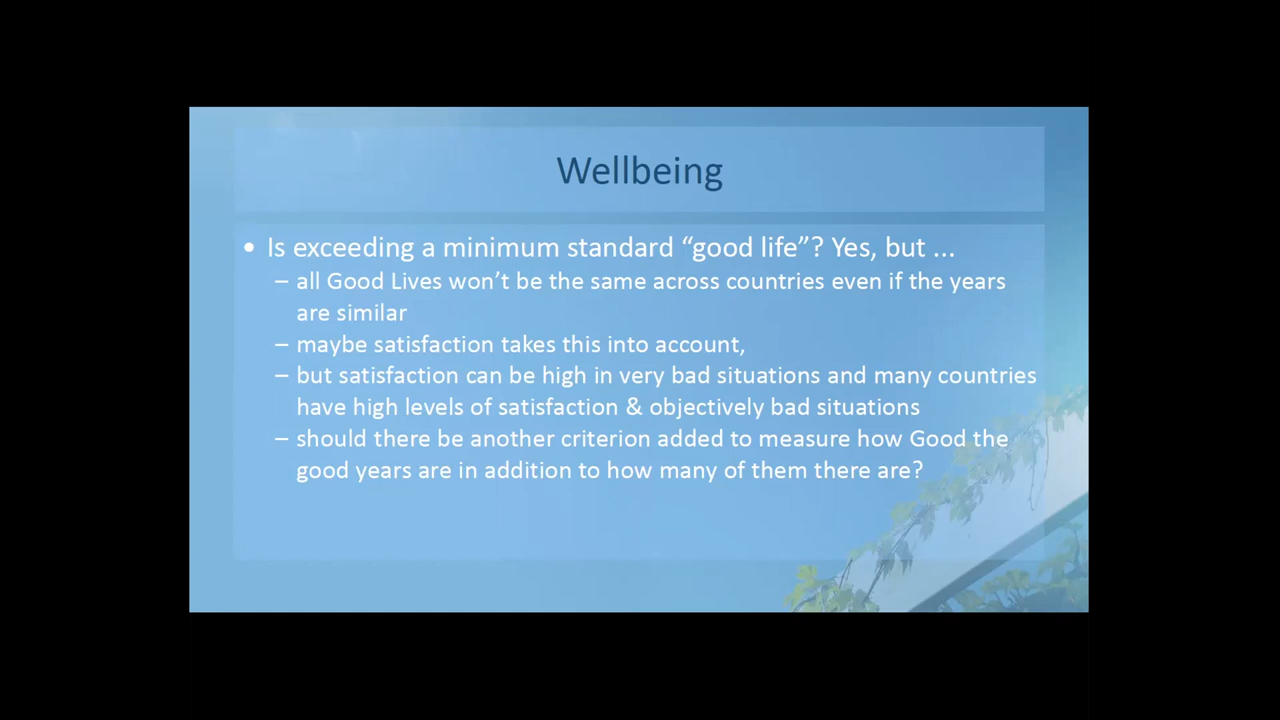 Wellbeing
• Is exceeding a minimum standard “good life”? Yes, but ...
– all Good Lives won’t be the same across countries even if the years
are similar
– maybe satisfaction takes this into account,
– but satisfaction can be high in very bad situations and many countries
have high levels of satisfaction & objectively bad situations
– should there be another criterion added to measure how Good the
good years are in addition to how many of them there are?